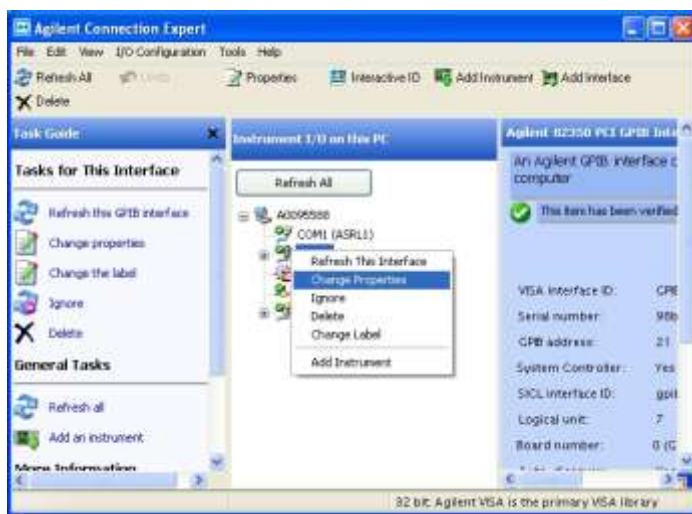 Agilent Connection Expert
File Edit View I/O Configuration Tools Help
Refresh All Undo Properties Interactive IO Add Instrument Add Interface
Delete
Task Guide
Instrument I/O on this PC
Agilent 82350 PCI GPIB
Tasks for This Interface
Refresh this GPIB interface
Change properties
Change the label
Ignore
Delete
General Tasks
Refresh all
Add an instrument
More Information
Refresh All
COM1 (ASRL1)
Refresh This Interface
Change Properties
Ignore
Delete
Change Label
Add Instrument
An Agilent GPIB interface
computer
This item has been verified
VISA interface ID:
Serial number:
GPIB address: 21
System Controller: Yes
SICL interface ID:
Logical unit: 7
Board number:
32 bit Agilent VISA is the primary VISA library